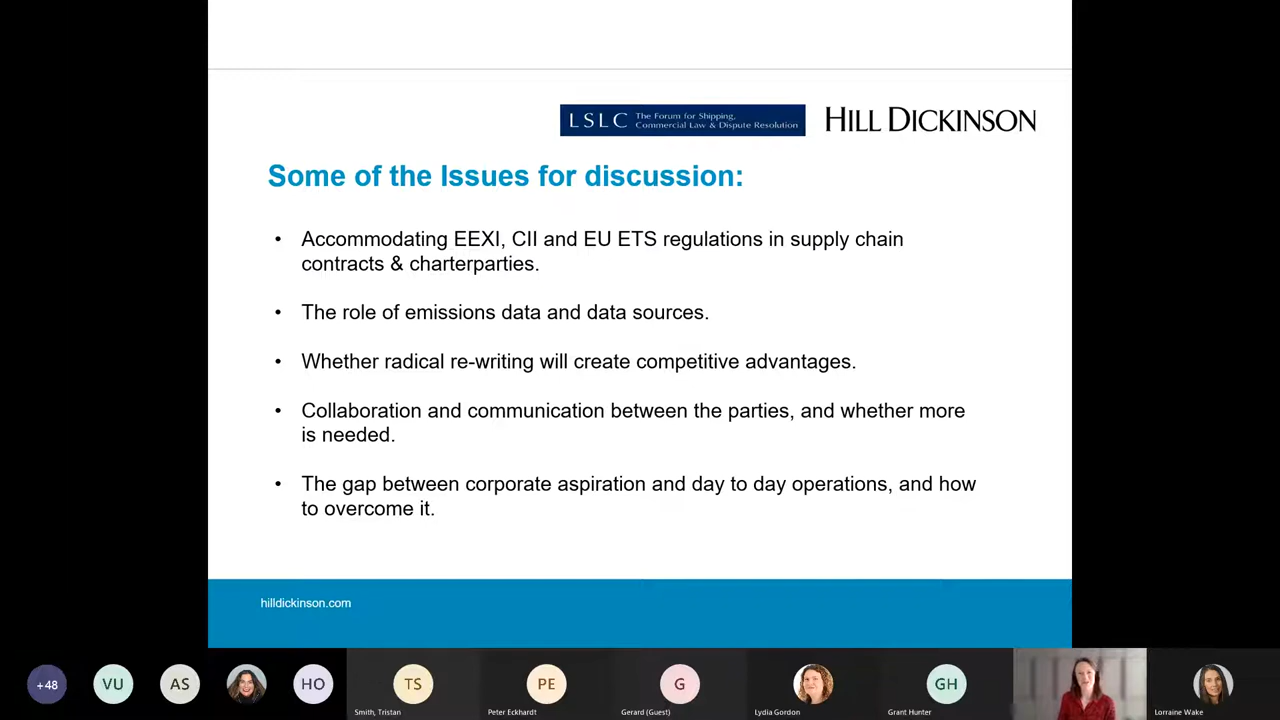 LSLC The Forum for Shipping,
Commercial Law & Dispute Resolution
HILL DICKINSON
Some of the Issues for discussion:
• Accommodating EEXI, CII and EU ETS regulations in supply chain
contracts & charterparties.
• The role of emissions data and data sources.
• Whether radical re-writing will create competitive advantages.
• Collaboration and communication between the parties, and whether more
is needed.
• The gap between corporate aspiration and day to day operations, and how
to overcome it.
hilldickinson.com
+48 VU AS HO TS PE G GH
Smith, Tristan Peter Eckhardt Gerard (Guest) Lydia Gordon Grant Hunter Lorraine Wake